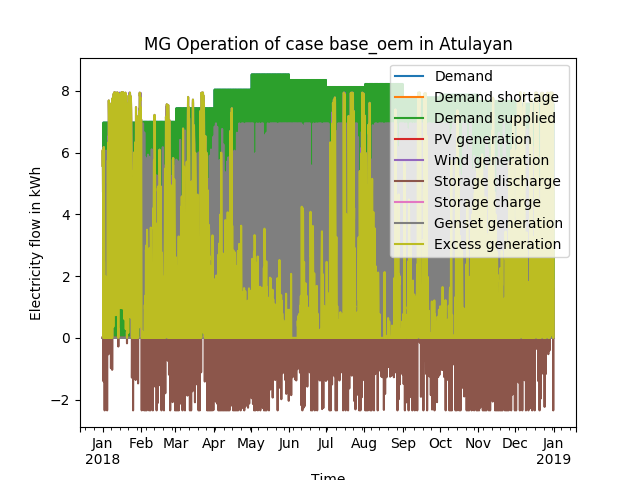 MG Operation of case base_oem in Atulayan
Electricity flow in kWh
8
6
4
2
0
−2
Demand
Demand shortage
Demand supplied
PV generation
Wind generation
Storage discharge
Storage charge
Genset generation
Excess generation
Jan Feb Mar Apr May Jun Jul Aug Sep Oct Nov Dec Jan
2018 2019
Time